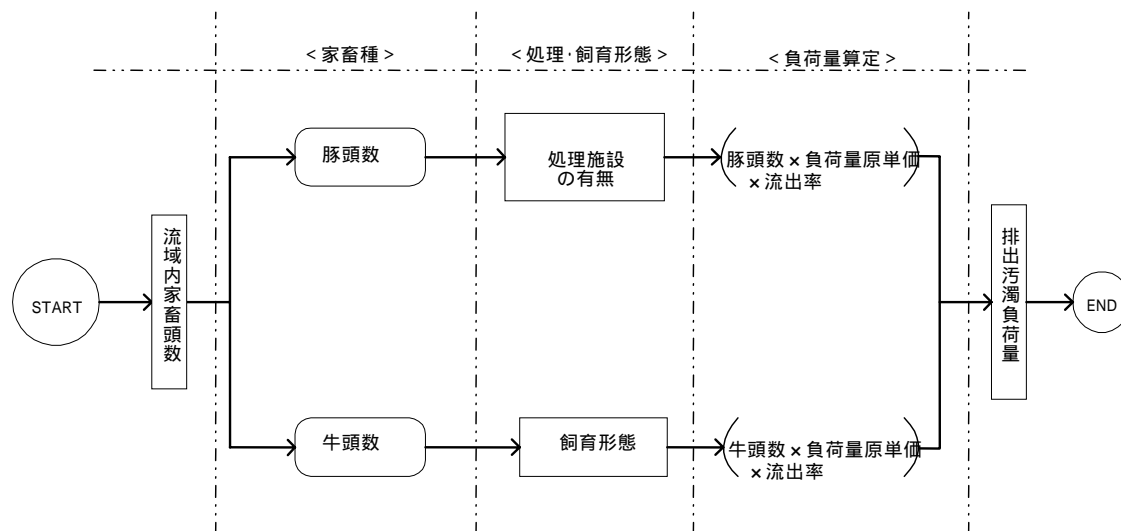 <家畜種>
<処理・飼育形態>
<負荷量算定>
豚頭数
処理施設
の有無
豚頭数×負荷量原単価
×流出率
START
流域内家畜頭数
排出汚濁負荷量
END
牛頭数
飼育形態
牛頭数×負荷量原単価
×流出率